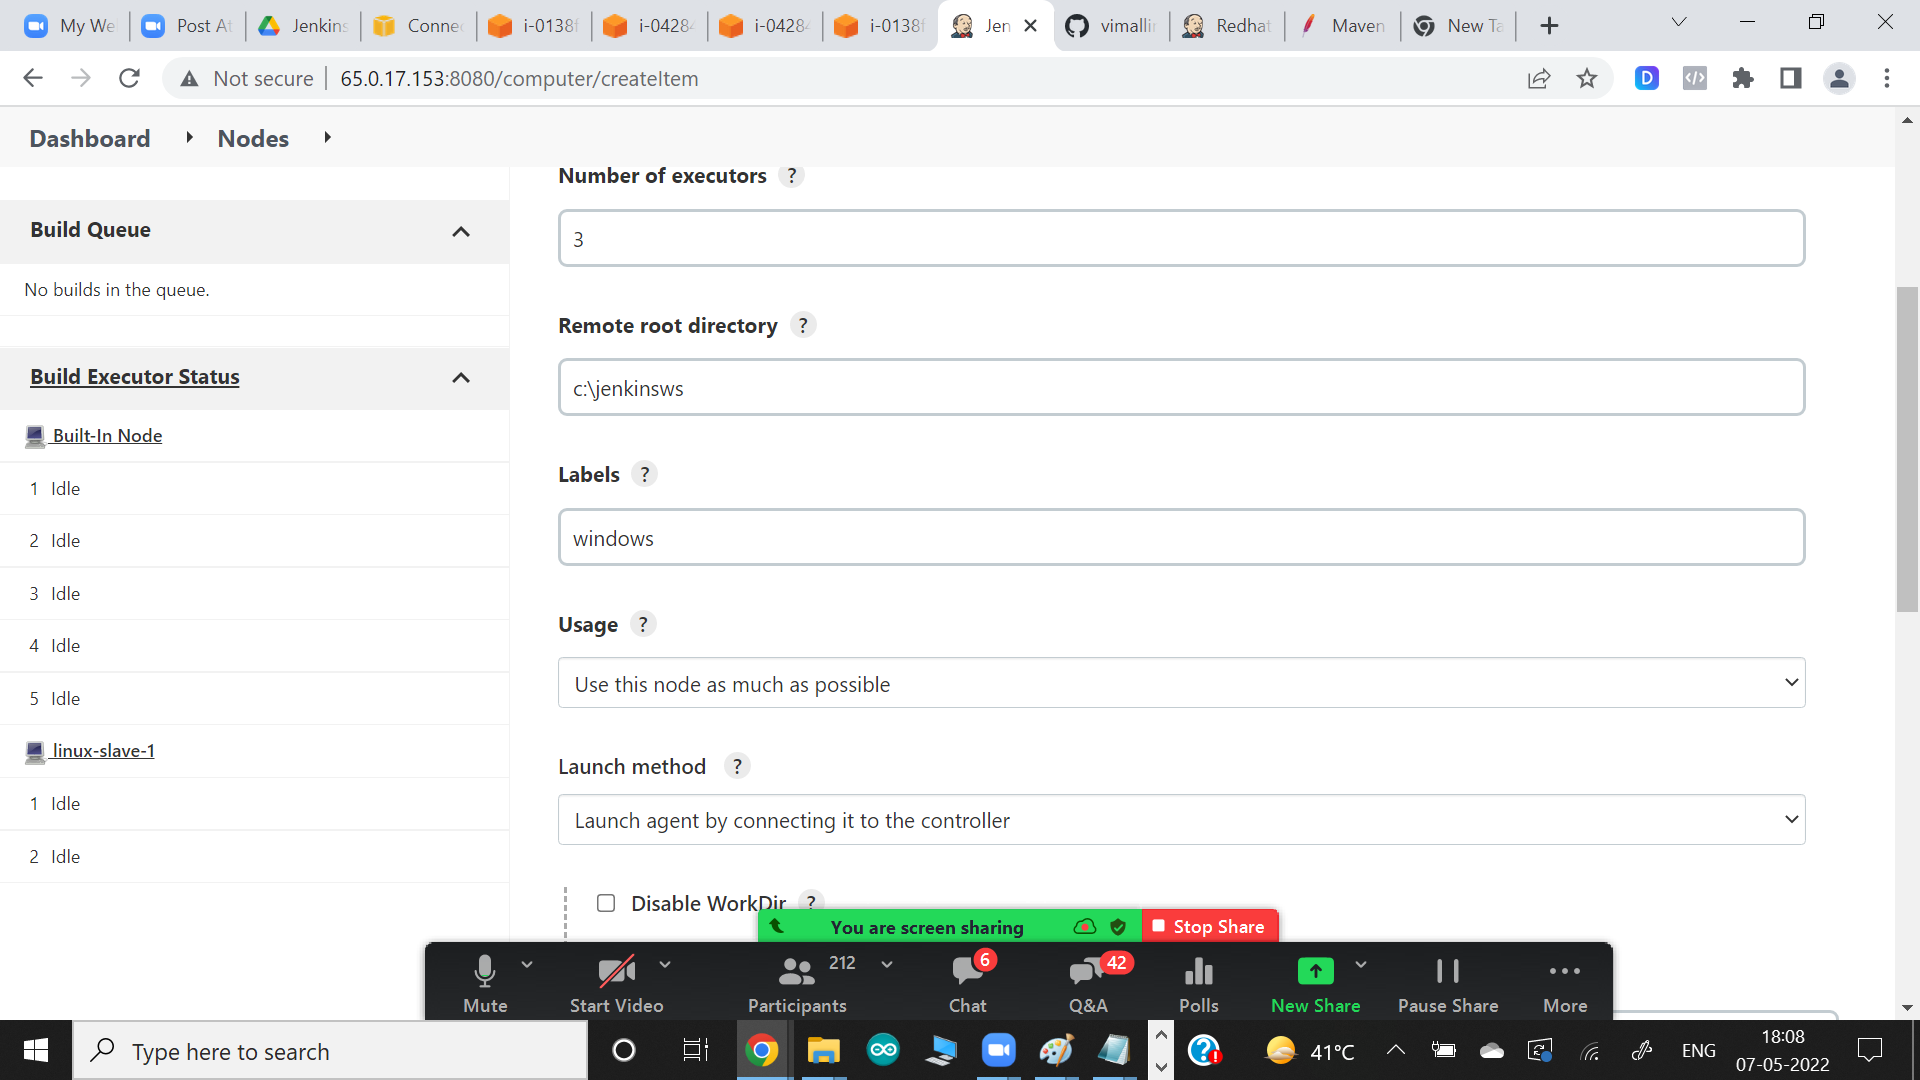 My We
Post At
Jenkins
Connec
i-0138f
i-04284
i-04284
i-0138f
Jen
vimallin
Redhat
Maven
New Ta
Not secure
65.0.17.153:8080/computer/createItem
Dashboard
Nodes
Number of executors ?
3
Build Queue
No builds in the queue.
Remote root directory ?
c:\jenkinsws
Build Executor Status
Built-In Node
1 Idle
2 Idle
3 Idle
4 Idle
5 Idle
linux-slave-1
1 Idle
2 Idle
Labels ?
windows
Usage ?
Use this node as much as possible
Launch method ?
Launch agent by connecting it to the controller
Disable WorkDir ?
You are screen sharing
Stop Share
Mute
Start Video
212
Participants
6
Chat
42
Q&A
Polls
New Share
Pause Share
More
Type here to search
41°C
ENG
18:08
07-05-2022